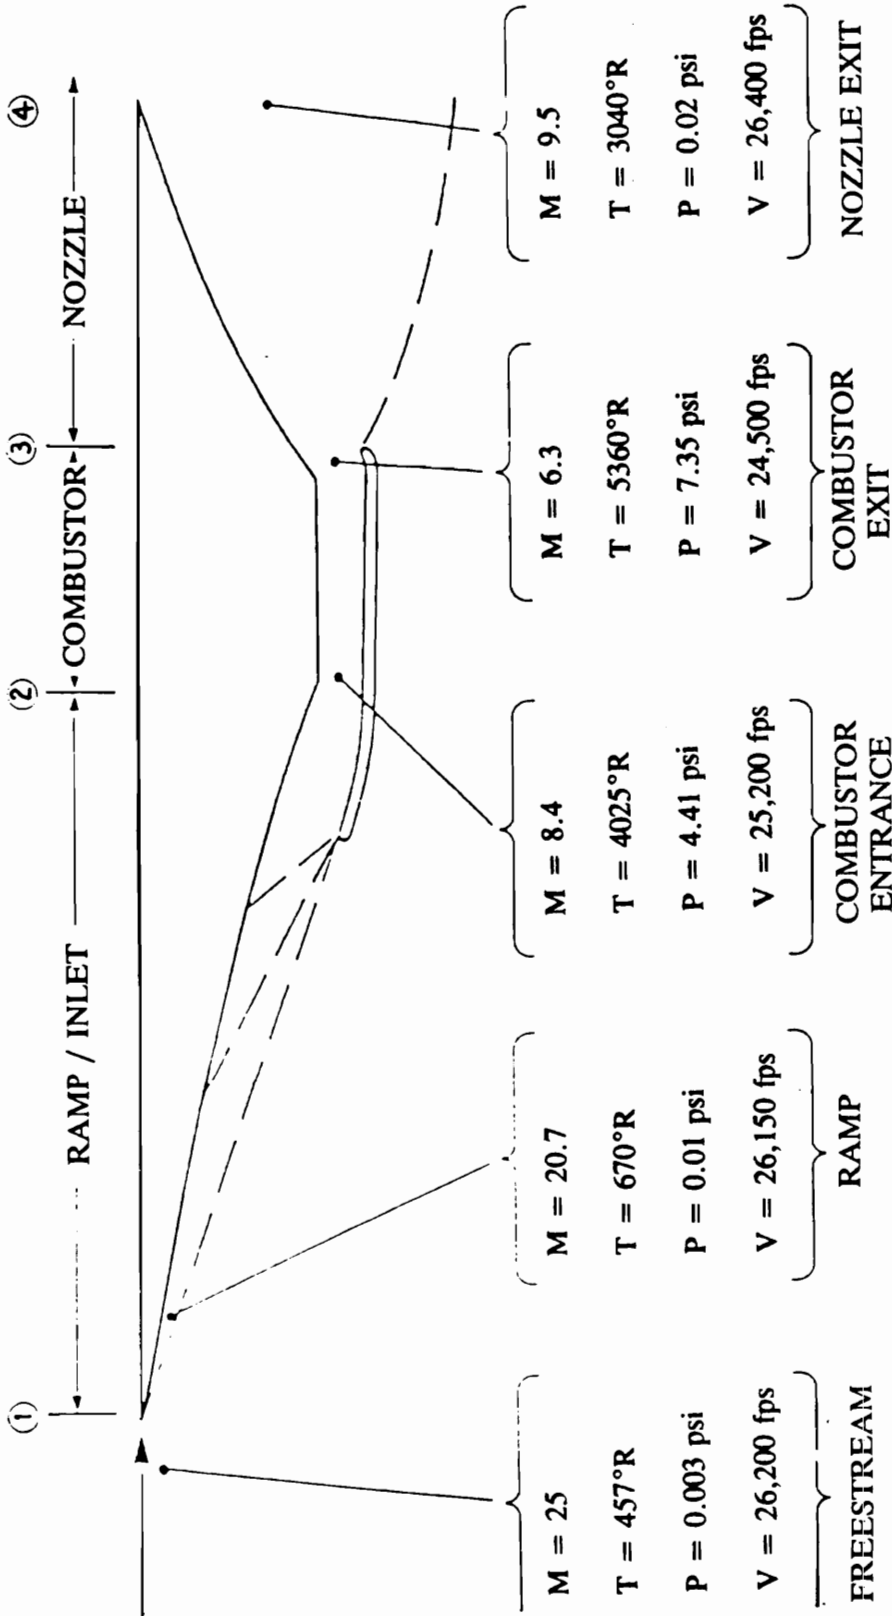 ① ② ③ ④
RAMP / INLET COMBUSTOR NOZZLE
M = 25
T = 457°R
P = 0.003 psi
V = 26,200 fps
FREESTREAM
M = 20.7
T = 670°R
P = 0.01 psi
V = 26,150 fps
RAMP
M = 8.4
T = 4025°R
P = 4.41 psi
V = 25,200 fps
COMBUSTOR
ENTRANCE
M = 6.3
T = 5360°R
P = 7.35 psi
V = 24,500 fps
COMBUSTOR
EXIT
M = 9.5
T = 3040°R
P = 0.02 psi
V = 26,400 fps
NOZZLE EXIT